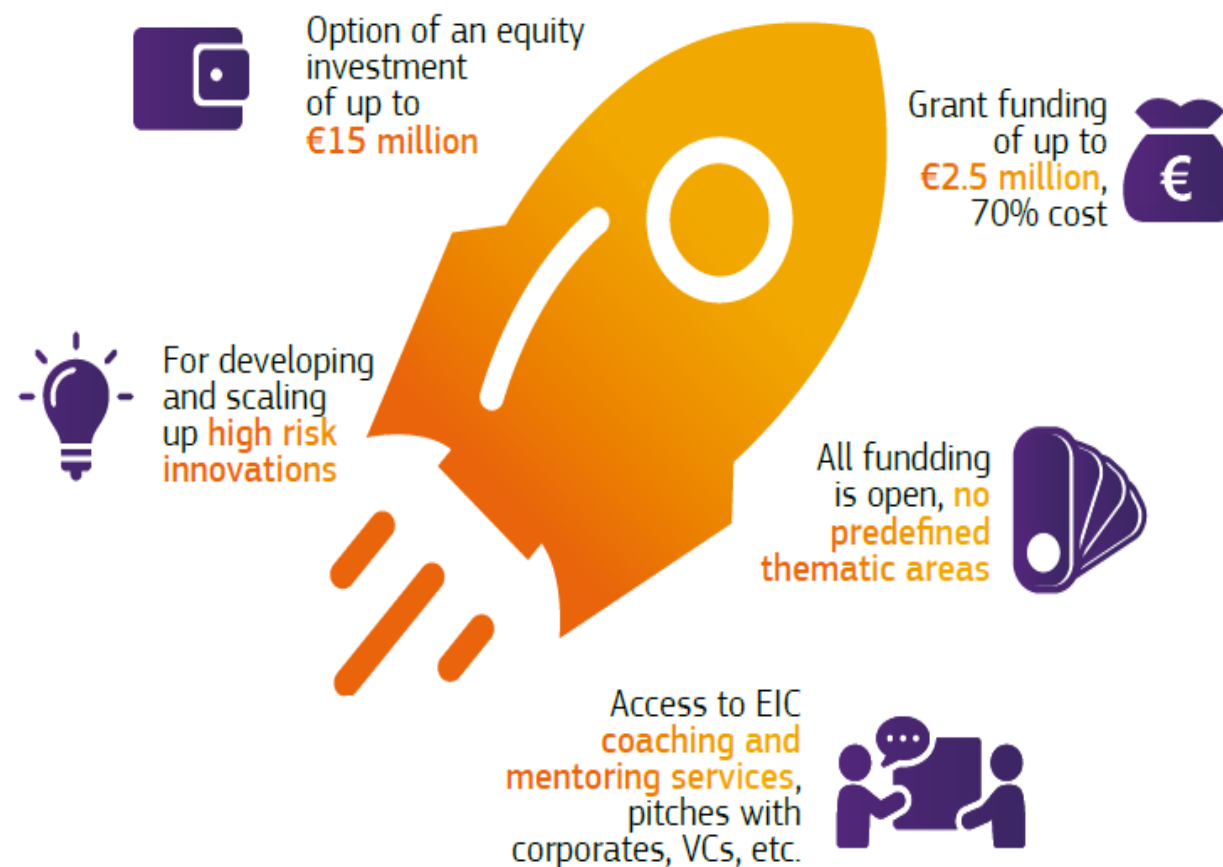 Option of an equity
investment
of up to
€15 million
Grant funding
of up to
€2.5 million,
70% cost
€
For developing
and scaling
up high risk
innovations
All fundding
is open, no
predefined
thematic areas
Access to EIC
coaching and
mentoring services,
pitches with
corporates, VCs, etc.